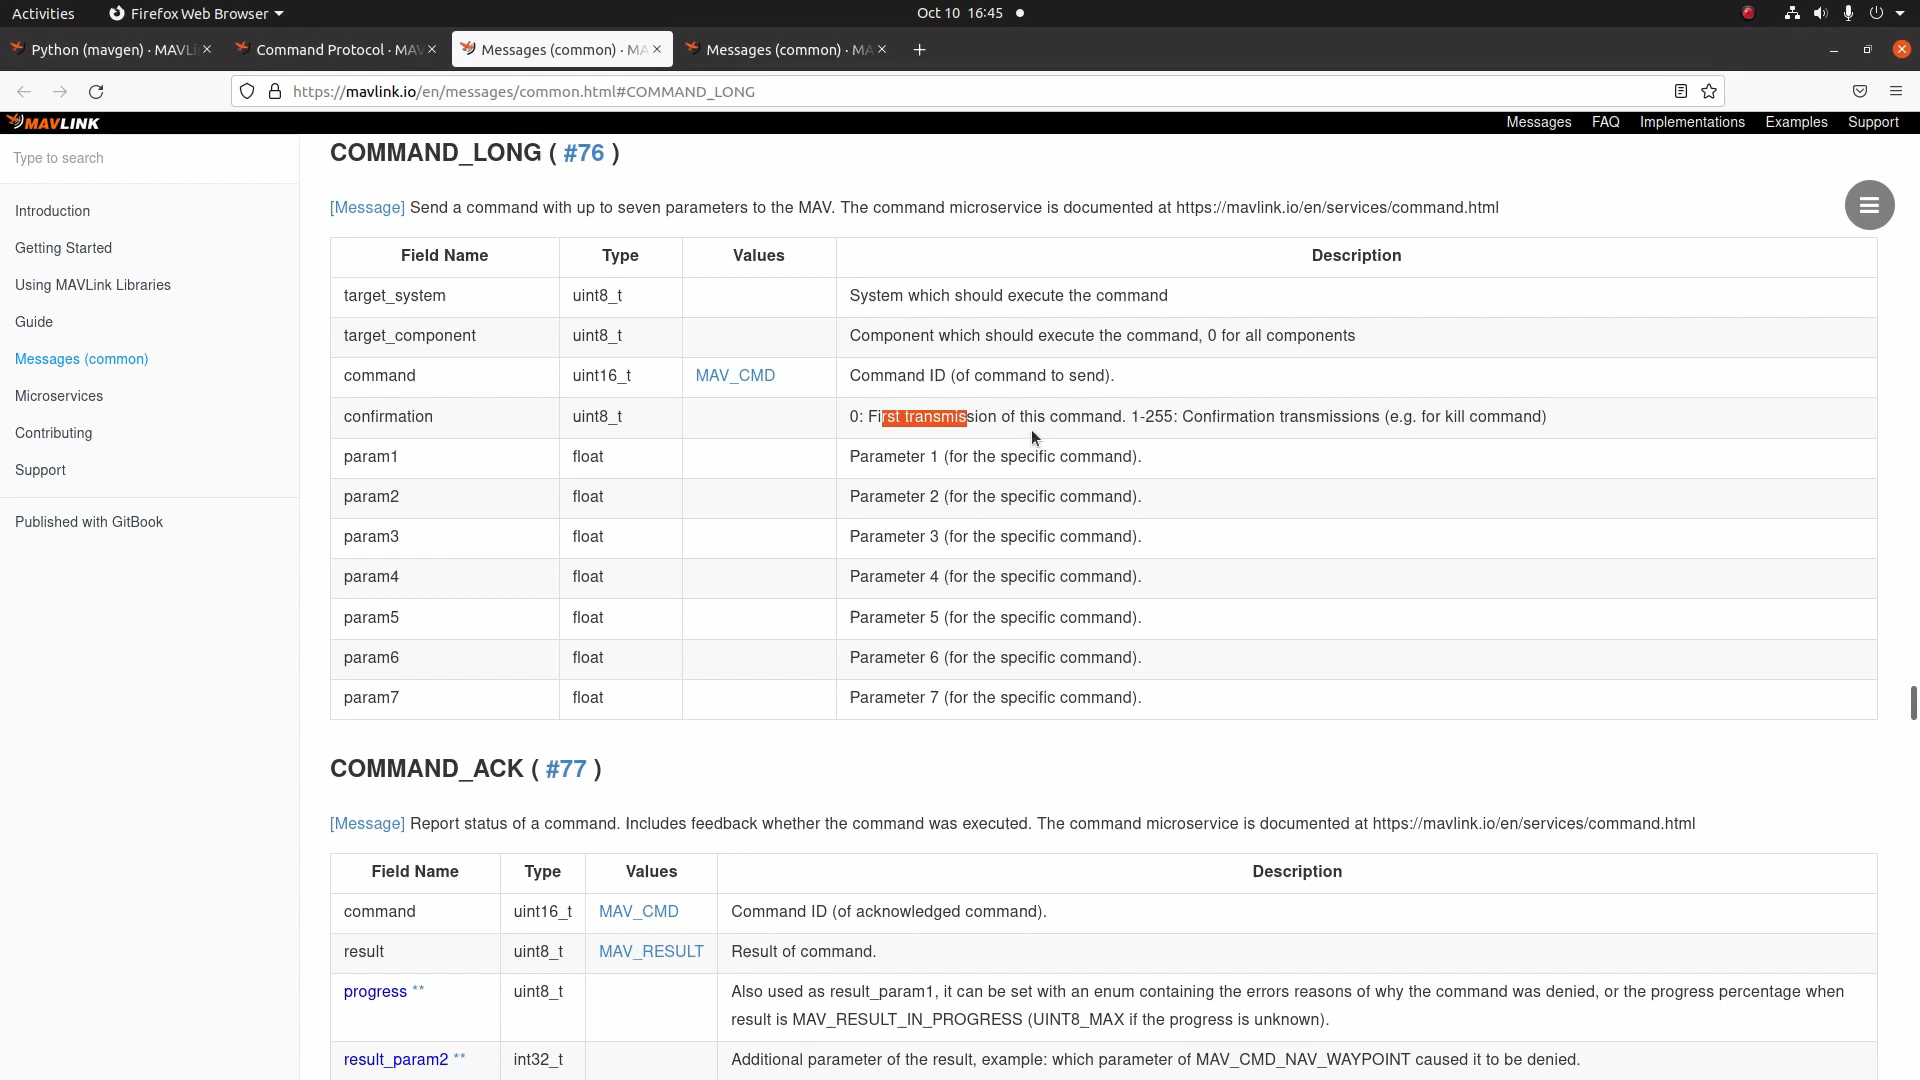 Activities
Firefox Web Browser
Oct 10 16:45
Python (mavgen) · MAVLi
Command Protocol · MAV
Messages (common) · MA
Messages (common) · MA
https://mavlink.io/en/messages/common.html#COMMAND_LONG
MAVLINK
Messages FAQ Implementations Examples Support
Type to search
Introduction
Getting Started
Using MAVLink Libraries
Guide
Messages (common)
Microservices
Contributing
Support
Published with GitBook
COMMAND_LONG ( #76 )
[Message] Send a command with up to seven parameters to the MAV. The command microservice is documented at https://mavlink.io/en/services/command.html
Field Name Type Values Description
target_system uint8_t System which should execute the command
target_component uint8_t Component which should execute the command, 0 for all components
command uint16_t MAV_CMD Command ID (of command to send).
confirmation uint8_t 0: First transmission of this command. 1-255: Confirmation transmissions (e.g. for kill command)
param1 float Parameter 1 (for the specific command).
param2 float Parameter 2 (for the specific command).
param3 float Parameter 3 (for the specific command).
param4 float Parameter 4 (for the specific command).
param5 float Parameter 5 (for the specific command).
param6 float Parameter 6 (for the specific command).
param7 float Parameter 7 (for the specific command).
COMMAND_ACK ( #77 )
[Message] Report status of a command. Includes feedback whether the command was executed. The command microservice is documented at https://mavlink.io/en/services/command.html
Field Name Type Values Description
command uint16_t MAV_CMD Command ID (of acknowledged command).
result uint8_t MAV_RESULT Result of command.
progress ** uint8_t Also used as result_param1, it can be set with an enum containing the errors reasons of why the command was denied, or the progress percentage when
result is MAV_RESULT_IN_PROGRESS (UINT8_MAX if the progress is unknown).
result_param2 ** int32_t Additional parameter of the result, example: which parameter of MAV_CMD_NAV_WAYPOINT caused it to be denied.